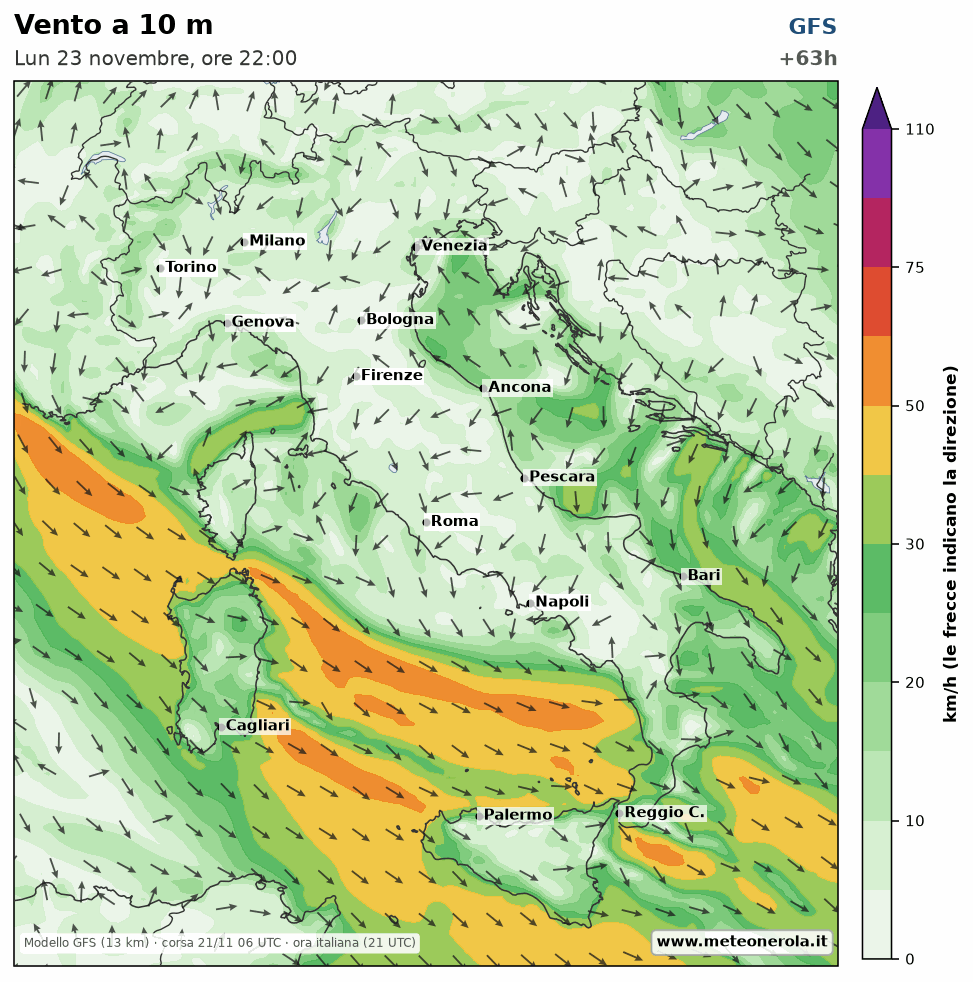 Vento a 10 m
GFS
Lun 23 novembre, ore 22:00
+63h
110
Venezia
Milano
Torino
75
Bologna
Genova
Firenze
Ancona
50
Pescara
Roma
30
Bari
Napoli
20
Cagliari
Palermo
Reggio C.
10
0
km/h (le frecce indicano la direzione)
Modello GFS (13 km) · corsa 21/11 06 UTC · ora italiana (21 UTC)
www.meteonerola.it